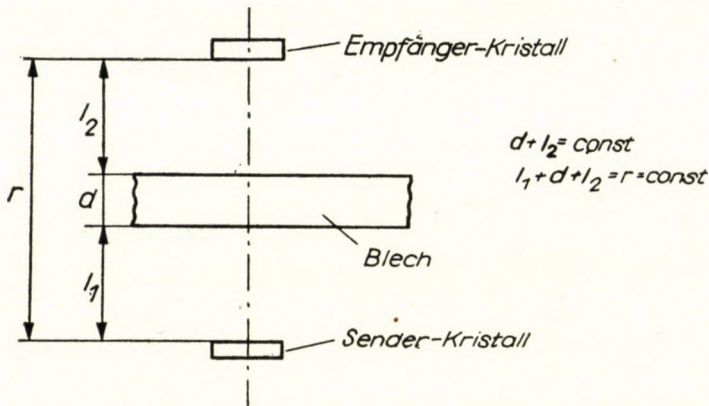 Empfänger-Kristall
l₂
d + l₂ = const
l₁ + d + l₂ = r = const
r
d
Blech
l₁
Sender-Kristall